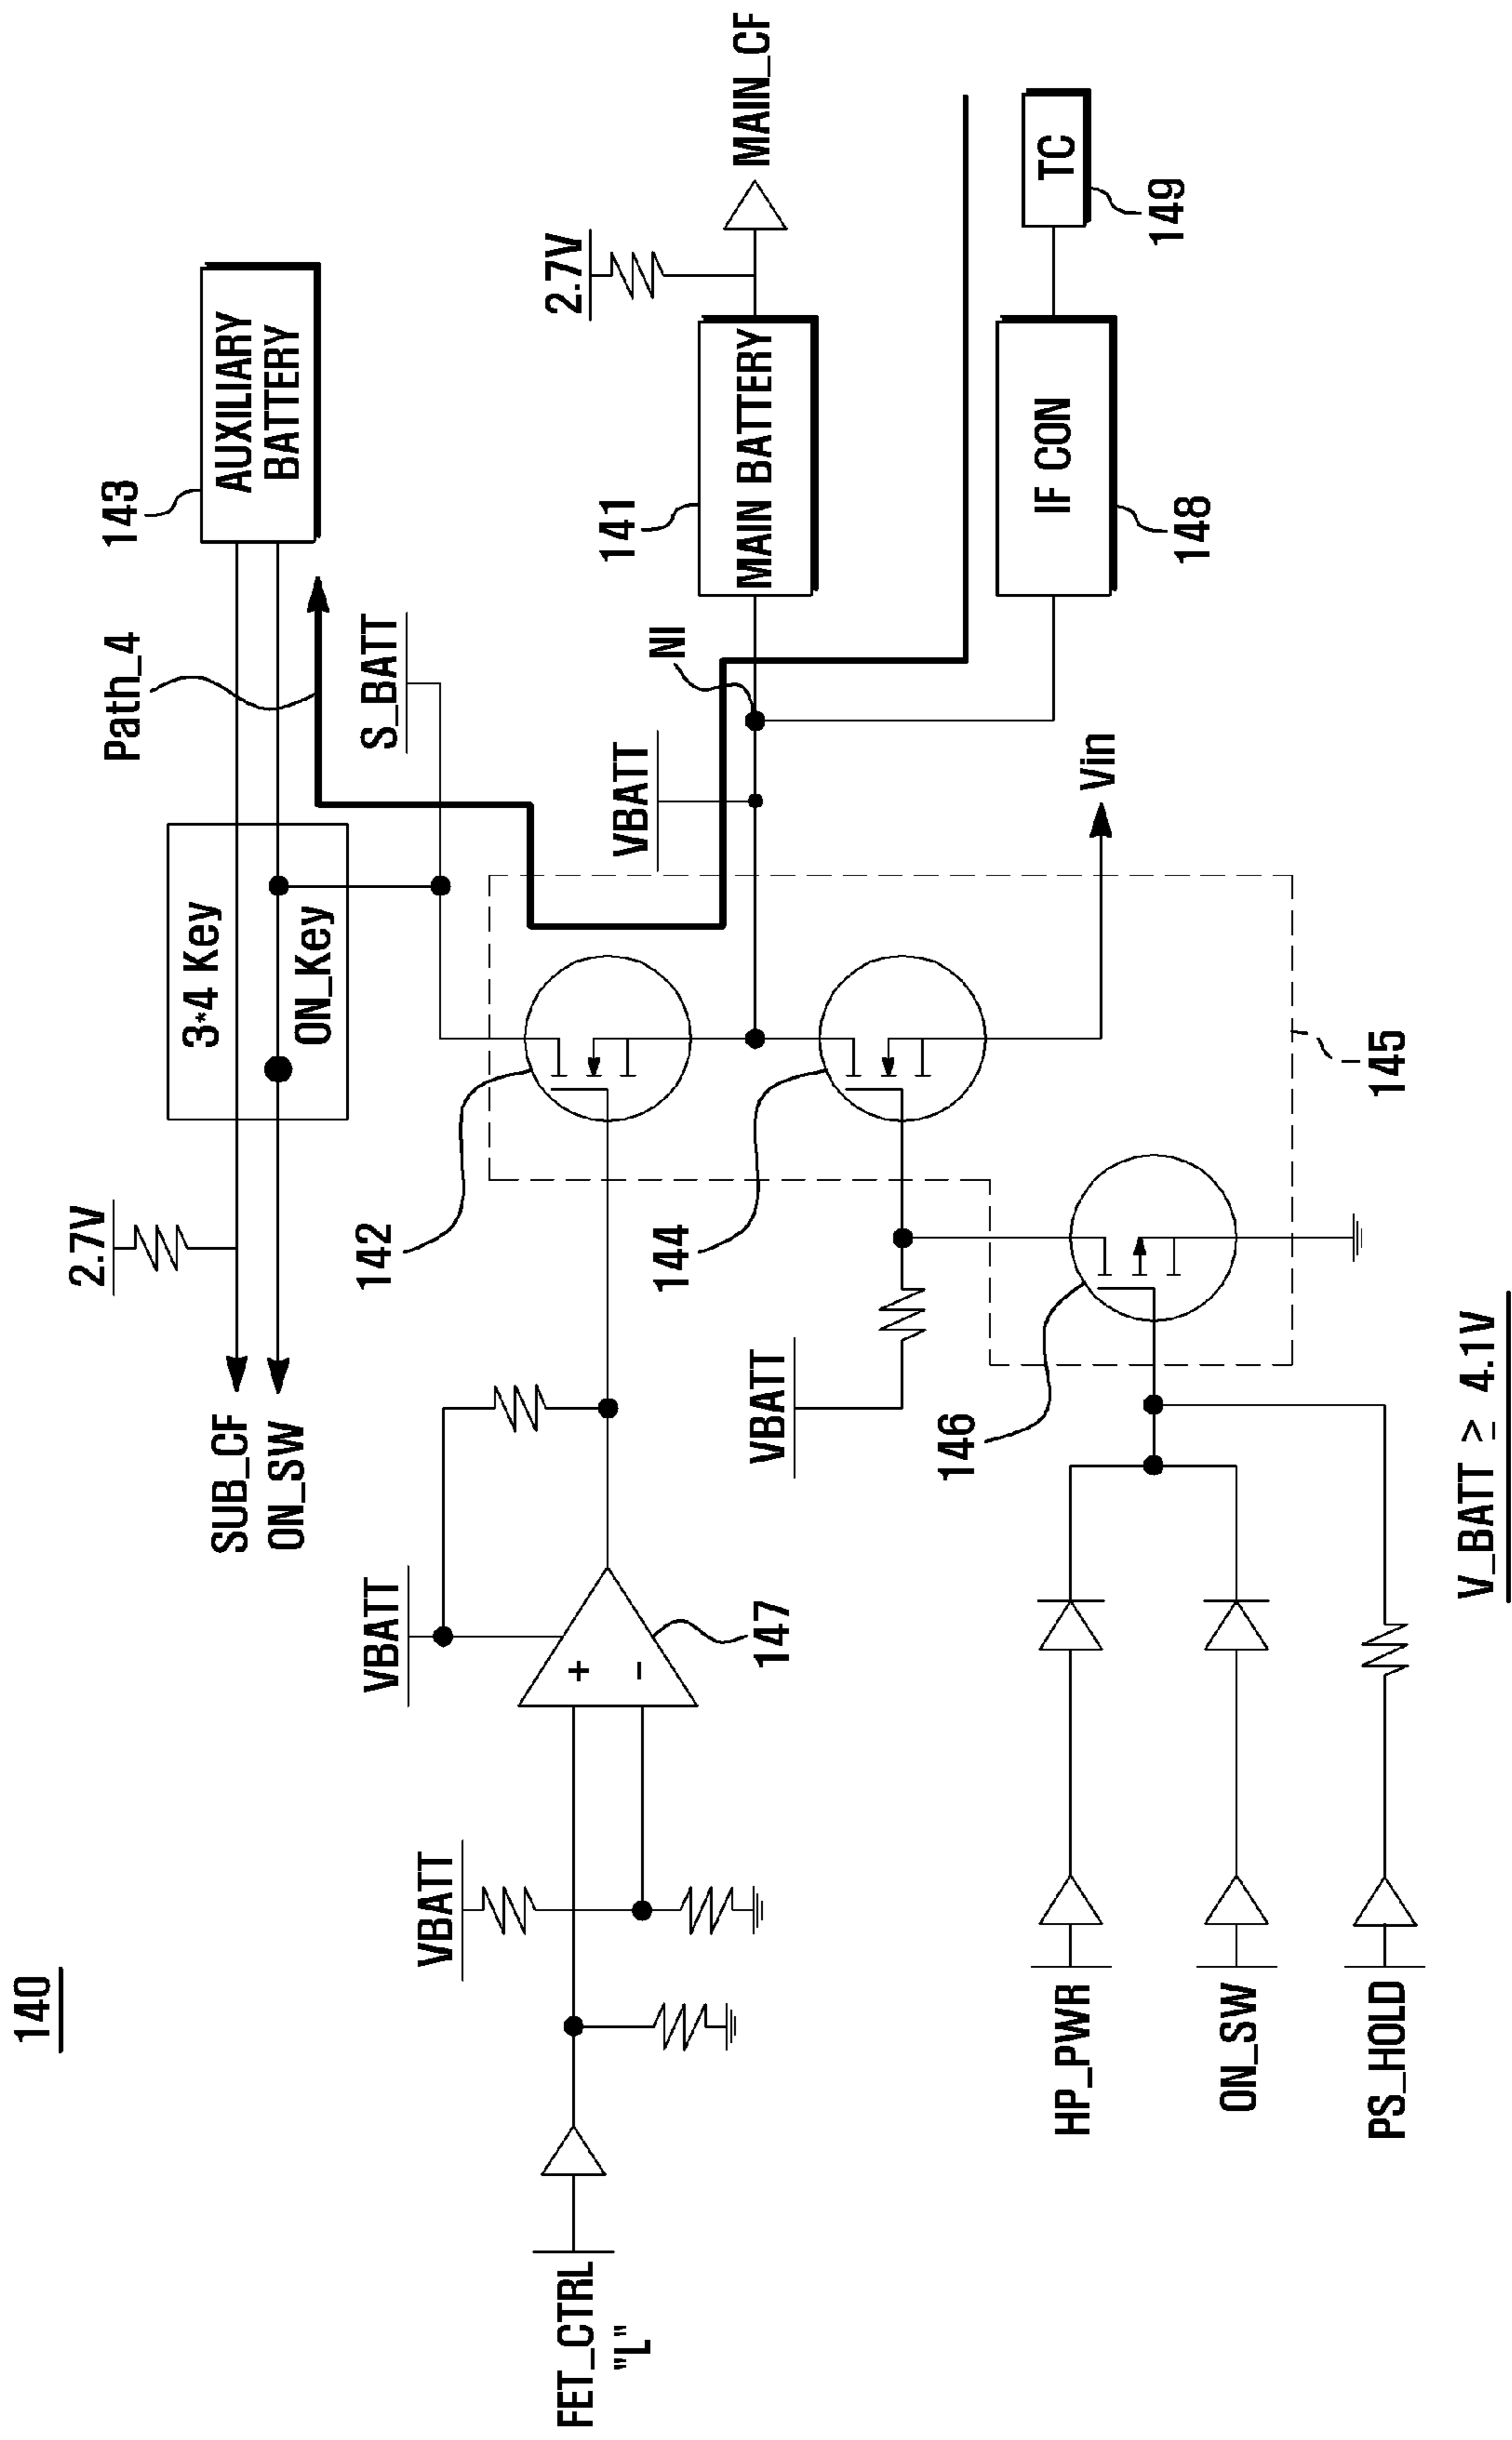 140
FET_CTRL
"L"
VBATT
VBATT
+
-
147
SUB_CF
ON_SW
2.7V
3*4 Key
ON_Key
Path_4
143
AUXILIARY
BATTERY
S_BATT
142
144
VBATT
NI
141
MAIN BATTERY
2.7V
MAIN_CF
IF CON
148
TC
149
Vin
145
VBATT
146
HP_PWR
ON_SW
PS_HOLD
V_BATT ≥ 4.1V